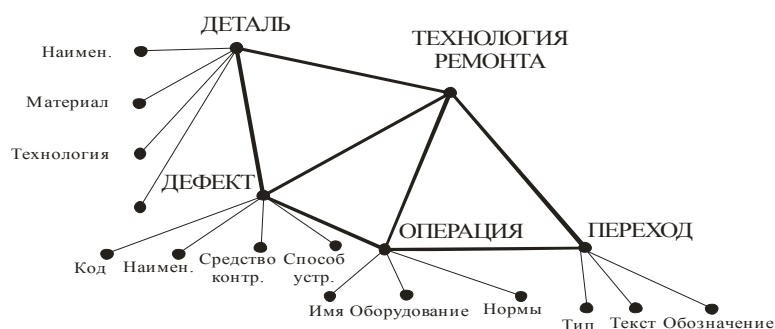 ДЕТАЛЬ
ТЕХНОЛОГИЯ
РЕМОНТА
Наимен.
Материал
Технология
ДЕФЕКТ
ОПЕРАЦИЯ
ПЕРЕХОД
Код
Наимен.
Средство
контр.
Способ
устр.
Имя
Оборудование
Нормы
Тип
Текст
Обозначение